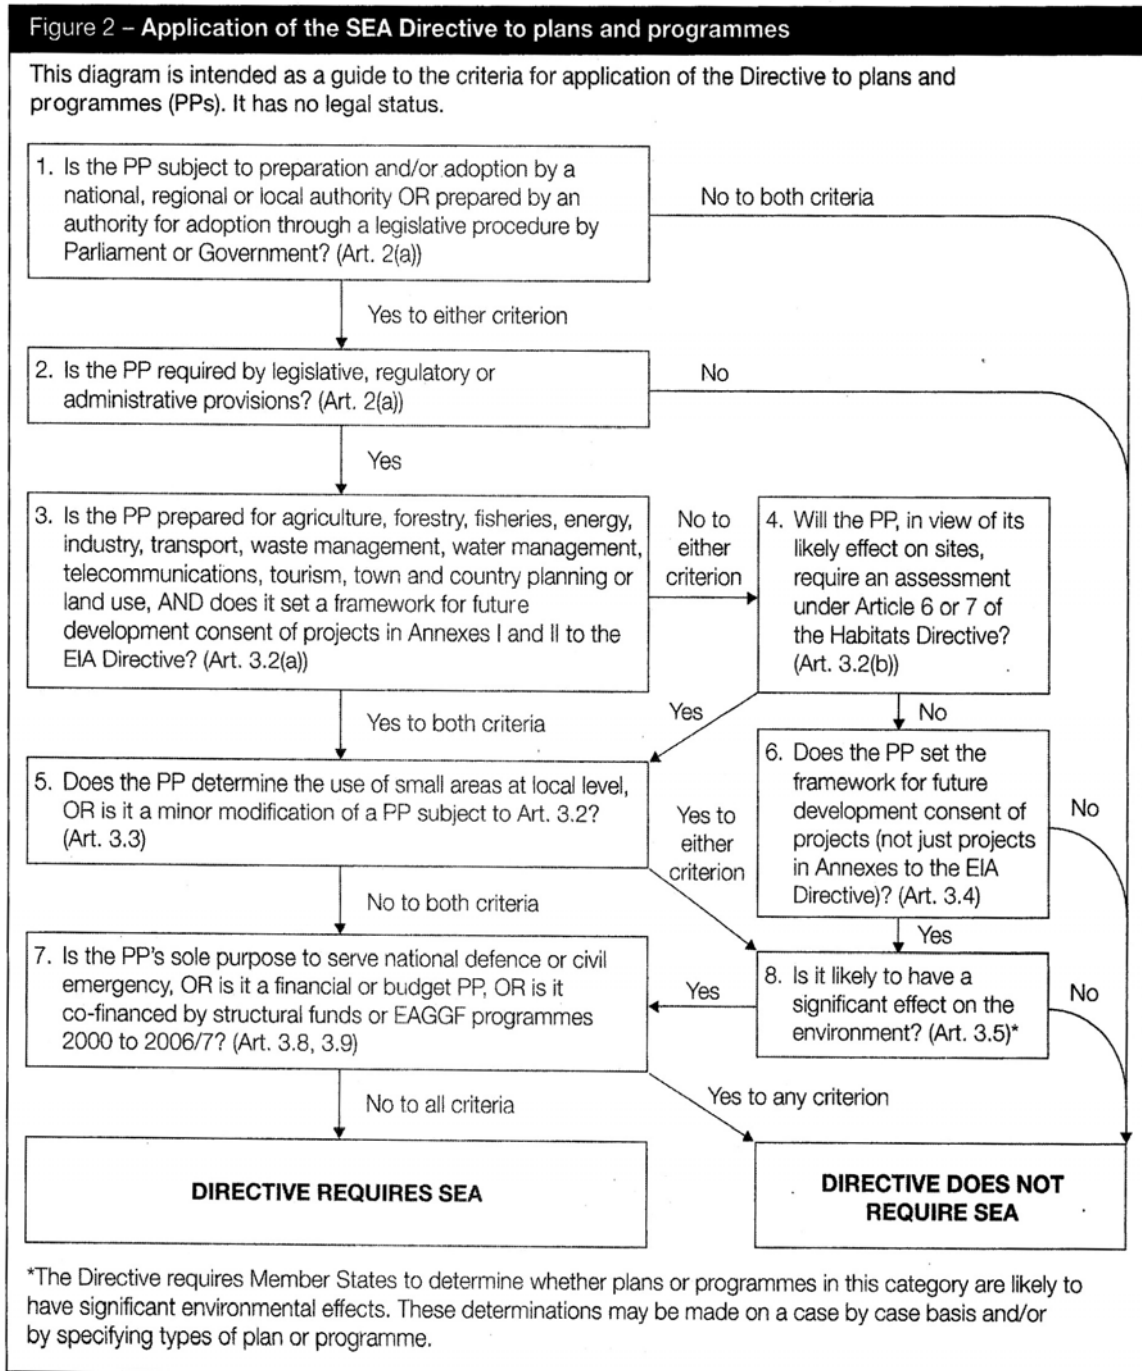 Figure 2 – Application of the SEA Directive to plans and programmes
This diagram is intended as a guide to the criteria for application of the Directive to plans and
programmes (PPs). It has no legal status.
1. Is the PP subject to preparation and/or adoption by a
national, regional or local authority OR prepared by an
authority for adoption through a legislative procedure by
Parliament or Government? (Art. 2(a))
No to both criteria
Yes to either criterion
2. Is the PP required by legislative, regulatory or
administrative provisions? (Art. 2(a))
No
Yes
3. Is the PP prepared for agriculture, forestry, fisheries, energy,
industry, transport, waste management, water management,
telecommunications, tourism, town and country planning or
land use, AND does it set a framework for future
development consent of projects in Annexes I and II to the
EIA Directive? (Art. 3.2(a))
No to
either
criterion
4. Will the PP, in view of its
likely effect on sites,
require an assessment
under Article 6 or 7 of
the Habitats Directive?
(Art. 3.2(b))
Yes to both criteria
Yes
No
5. Does the PP determine the use of small areas at local level,
OR is it a minor modification of a PP subject to Art. 3.2?
(Art. 3.3)
Yes to
either
criterion
6. Does the PP set the
framework for future
development consent of
projects (not just projects
in Annexes to the EIA
Directive)? (Art. 3.4)
No
No to both criteria
Yes
7. Is the PP's sole purpose to serve national defence or civil
emergency, OR is it a financial or budget PP, OR is it
co-financed by structural funds or EAGGF programmes
2000 to 2006/7? (Art. 3.8, 3.9)
Yes
8. Is it likely to have a
significant effect on the
environment? (Art. 3.5)*
No
No to all criteria
Yes to any criterion
DIRECTIVE REQUIRES SEA
DIRECTIVE DOES NOT
REQUIRE SEA
*The Directive requires Member States to determine whether plans or programmes in this category are likely to
have significant environmental effects. These determinations may be made on a case by case basis and/or
by specifying types of plan or programme.